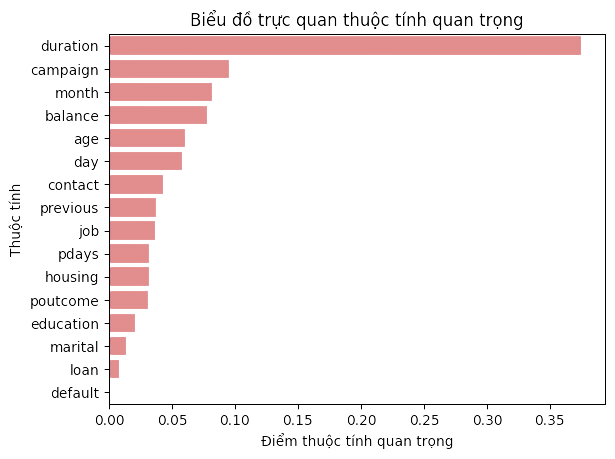 Biểu đồ trực quan thuộc tính quan trọng
Thuộc tính
duration
campaign
month
balance
age
day
contact
previous
job
pdays
housing
poutcome
education
marital
loan
default
0.00 0.05 0.10 0.15 0.20 0.25 0.30 0.35
Điểm thuộc tính quan trọng